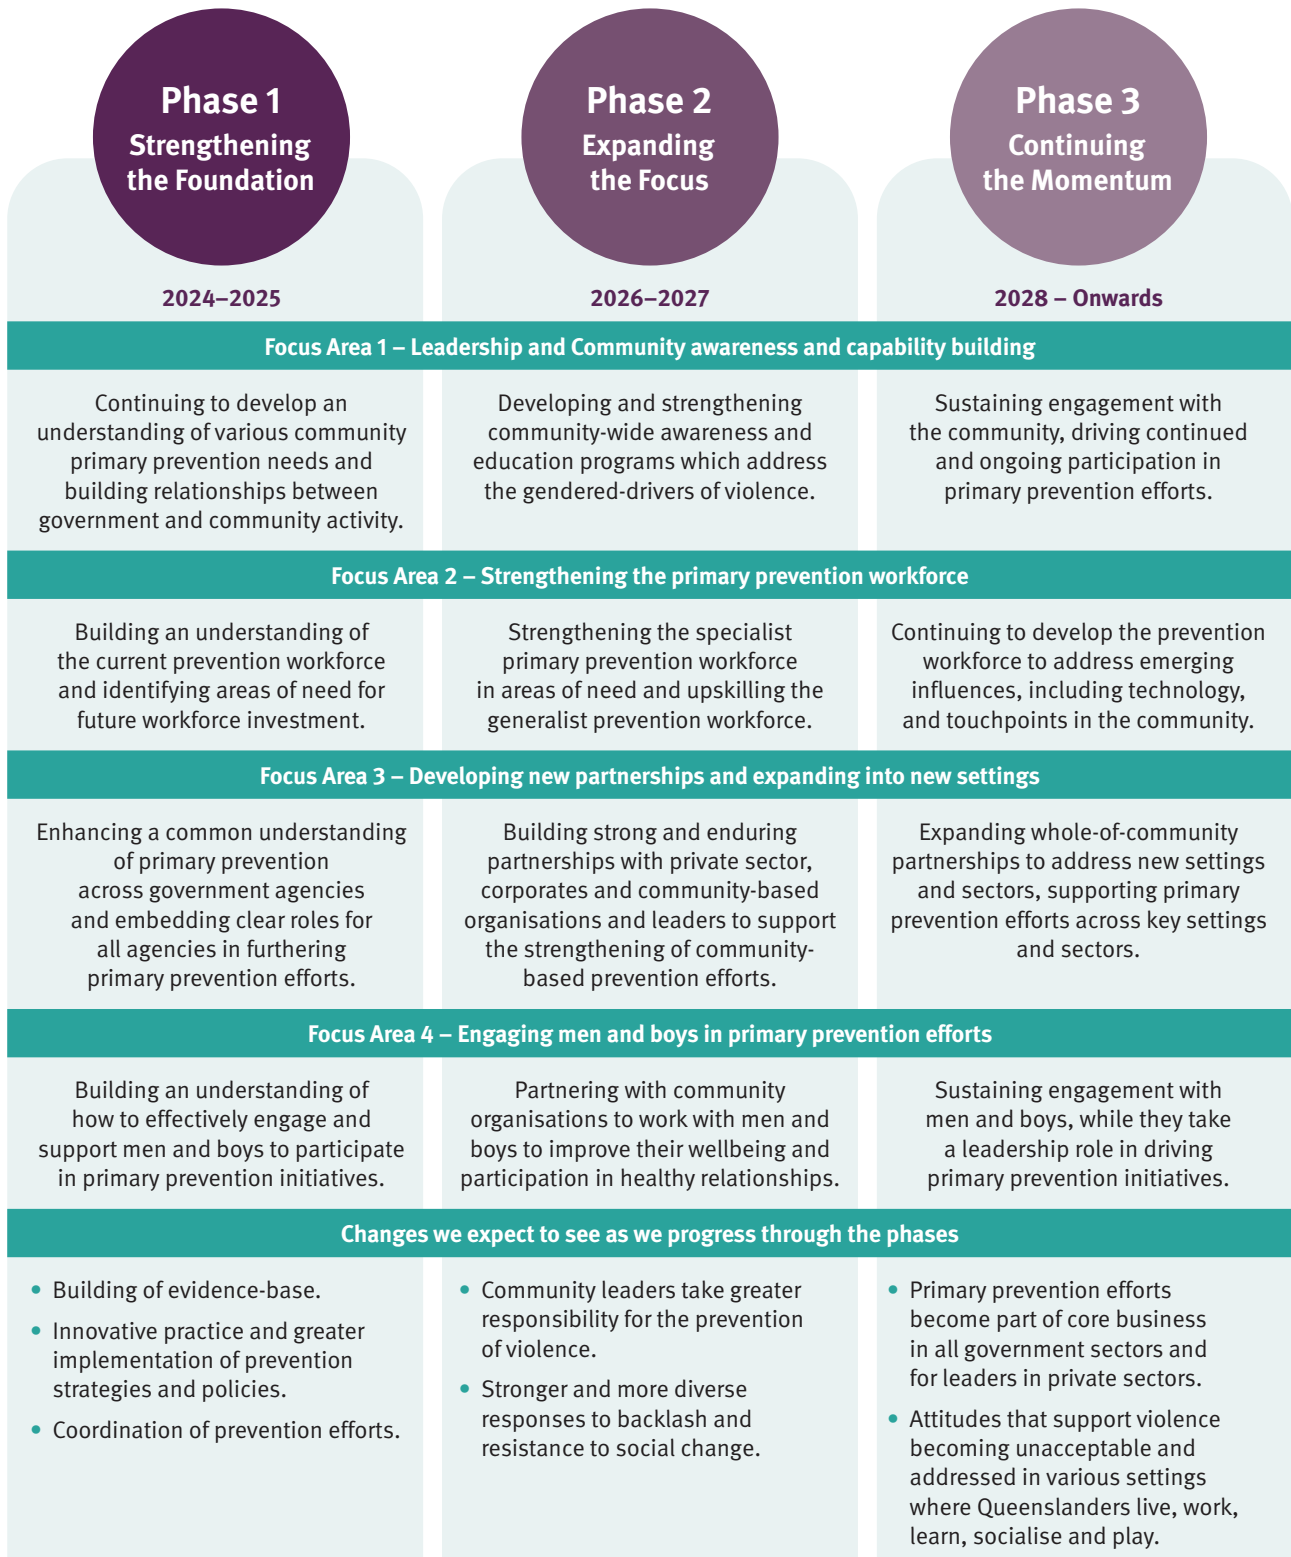 Phase 1
Strengthening
the Foundation
2024–2025
Phase 2
Expanding
the Focus
2026–2027
Phase 3
Continuing
the Momentum
2028 – Onwards
Focus Area 1 – Leadership and Community awareness and capability building
Continuing to develop an
understanding of various community
primary prevention needs and
building relationships between
government and community activity.
Developing and strengthening
community-wide awareness and
education programs which address
the gendered-drivers of violence.
Sustaining engagement with
the community, driving continued
and ongoing participation in
primary prevention efforts.
Focus Area 2 – Strengthening the primary prevention workforce
Building an understanding of
the current prevention workforce
and identifying areas of need for
future workforce investment.
Strengthening the specialist
primary prevention workforce
in areas of need and upskilling the
generalist prevention workforce.
Continuing to develop the prevention
workforce to address emerging
influences, including technology,
and touchpoints in the community.
Focus Area 3 – Developing new partnerships and expanding into new settings
Enhancing a common understanding
of primary prevention
across government agencies
and embedding clear roles for
all agencies in furthering
primary prevention efforts.
Building strong and enduring
partnerships with private sector,
corporates and community-based
organisations and leaders to support
the strengthening of community-
based prevention efforts.
Expanding whole-of-community
partnerships to address new settings
and sectors, supporting primary
prevention efforts across key settings
and sectors.
Focus Area 4 – Engaging men and boys in primary prevention efforts
Building an understanding of
how to effectively engage and
support men and boys to participate
in primary prevention initiatives.
Partnering with community
organisations to work with men and
boys to improve their wellbeing and
participation in healthy relationships.
Sustaining engagement with
men and boys, while they take
a leadership role in driving
primary prevention initiatives.
Changes we expect to see as we progress through the phases
• Building of evidence-base.
• Innovative practice and greater
implementation of prevention
strategies and policies.
• Coordination of prevention efforts.
• Community leaders take greater
responsibility for the prevention
of violence.
• Stronger and more diverse
responses to backlash and
resistance to social change.
• Primary prevention efforts
become part of core business
in all government sectors and
for leaders in private sectors.
• Attitudes that support violence
becoming unacceptable and
addressed in various settings
where Queenslanders live, work,
learn, socialise and play.